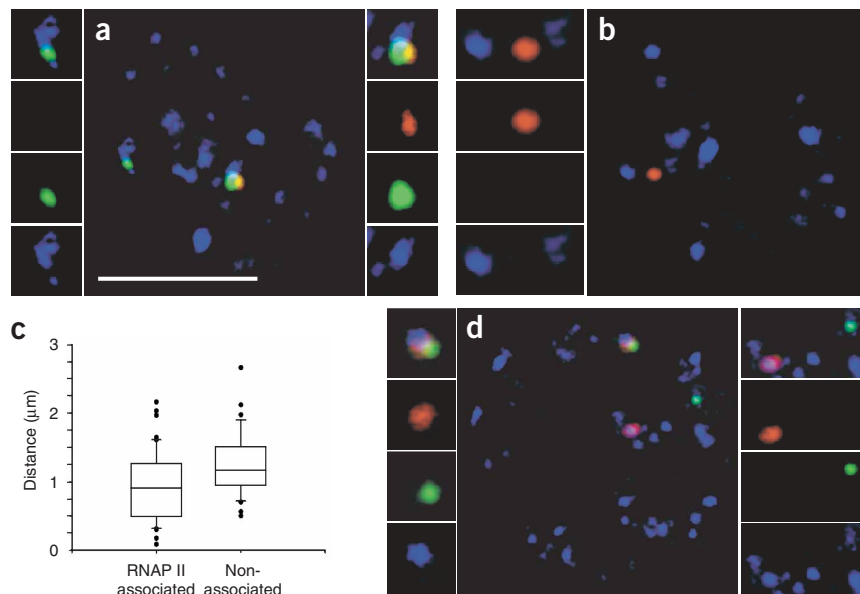 a
b
c
3
2
1
0
Distance (μm)
RNAP II
associated
Non-
associated
d